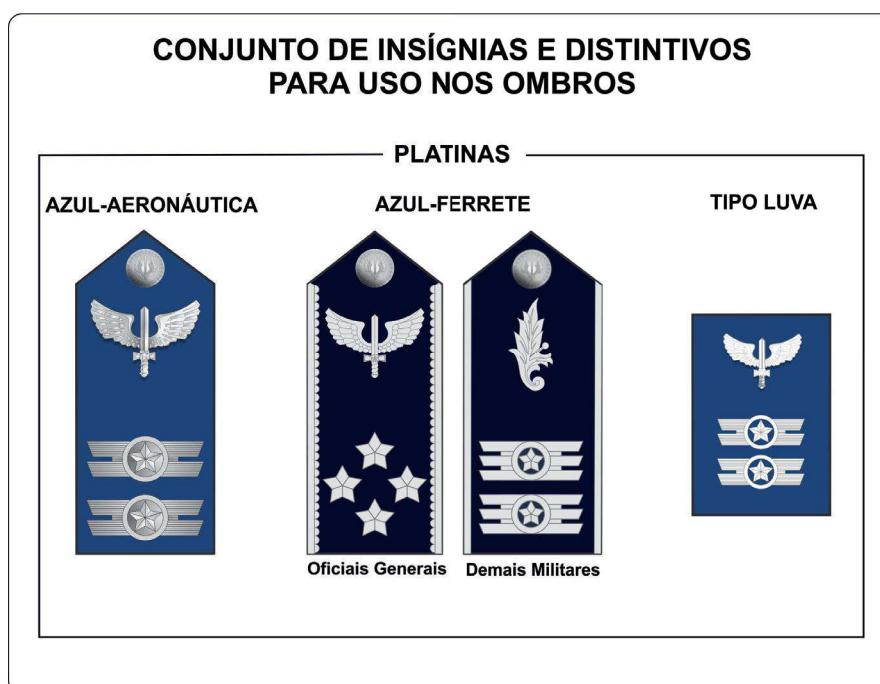 CONJUNTO DE INSÍGNIAS E DISTINTIVOS
PARA USO NOS OMBROS
PLATINAS
AZUL-AERONÁUTICA
AZUL-FERRETE
TIPO LUVA
Oficiais Generais
Demais Militares